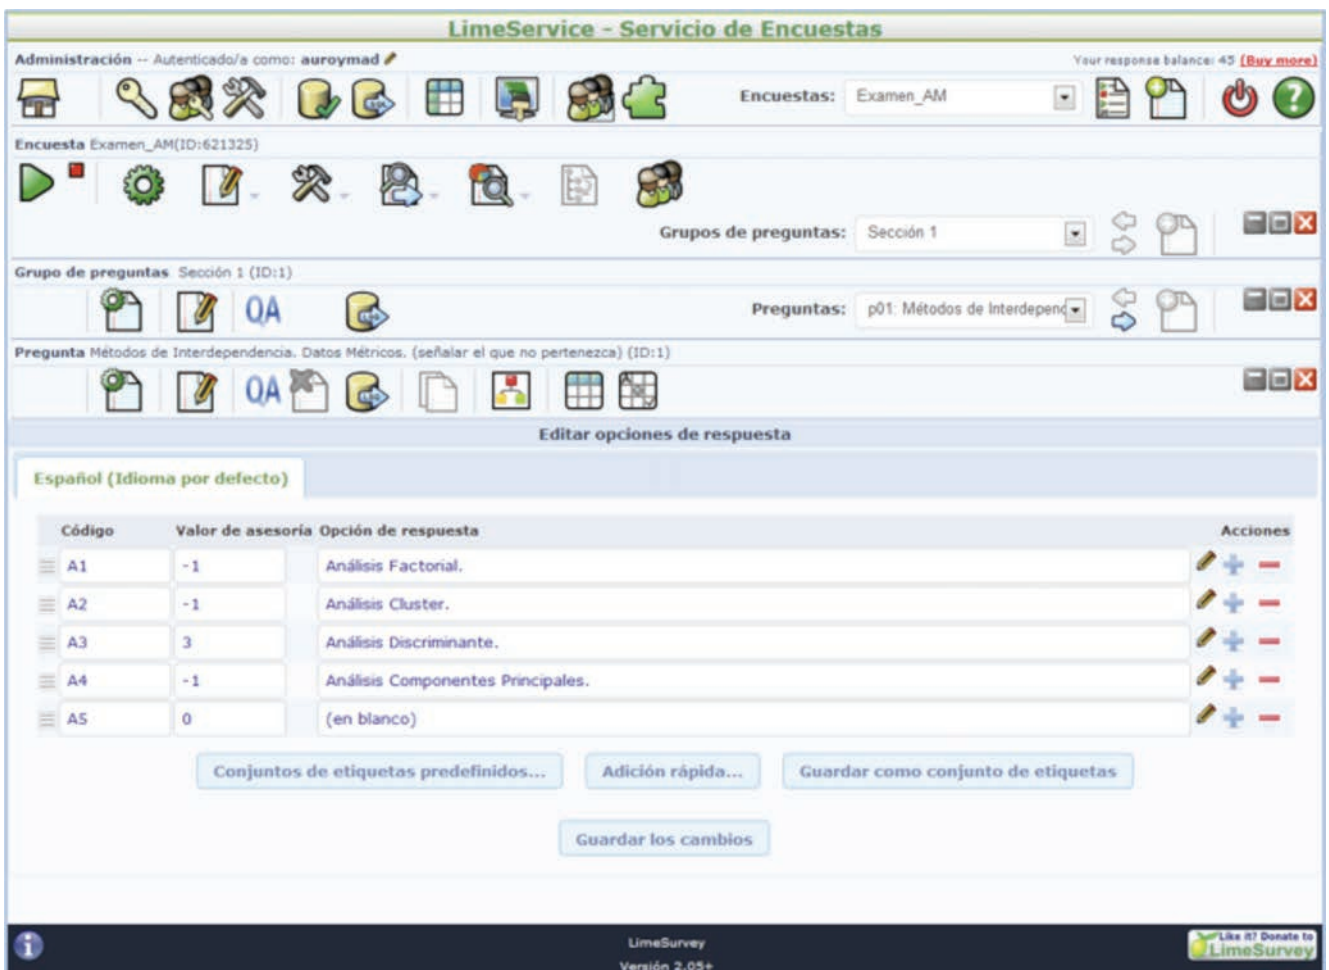 LimeService - Servicio de Encuestas
Administración -- Autenticado/a como: auroymad
Your response balance: 45 (Buy more)
Encuestas: Examen_AM
Encuesta Examen_AM(ID:621325)
Grupos de preguntas: Sección 1
Grupo de preguntas Sección 1 (ID:1)
QA
Preguntas: p01: Métodos de Interdepend
Pregunta Métodos de Interdependencia. Datos Métricos. (señalar el que no pertenezca) (ID:1)
QA
Editar opciones de respuesta
Español (Idioma por defecto)
Código Valor de asesoría Opción de respuesta Acciones
A1 -1 Análisis Factorial.
A2 -1 Análisis Cluster.
A3 3 Análisis Discriminante.
A4 -1 Análisis Componentes Principales.
A5 0 (en blanco)
Conjuntos de etiquetas predefinidos... Adición rápida... Guardar como conjunto de etiquetas
Guardar los cambios
LimeSurvey
Versión 2.05+
Like it? Donate to
LimeSurvey